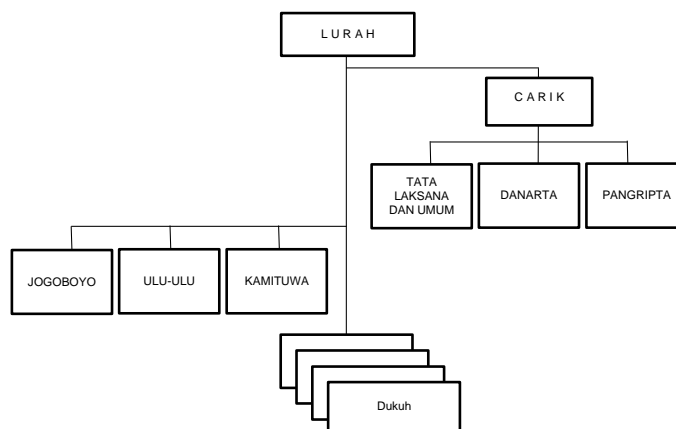 L U R A H
C A R I K
TATA
LAKSANA
DAN UMUM
DANARTA
PANGRIPTA
JOGOBOYO
ULU-ULU
KAMITUWA
Dukuh